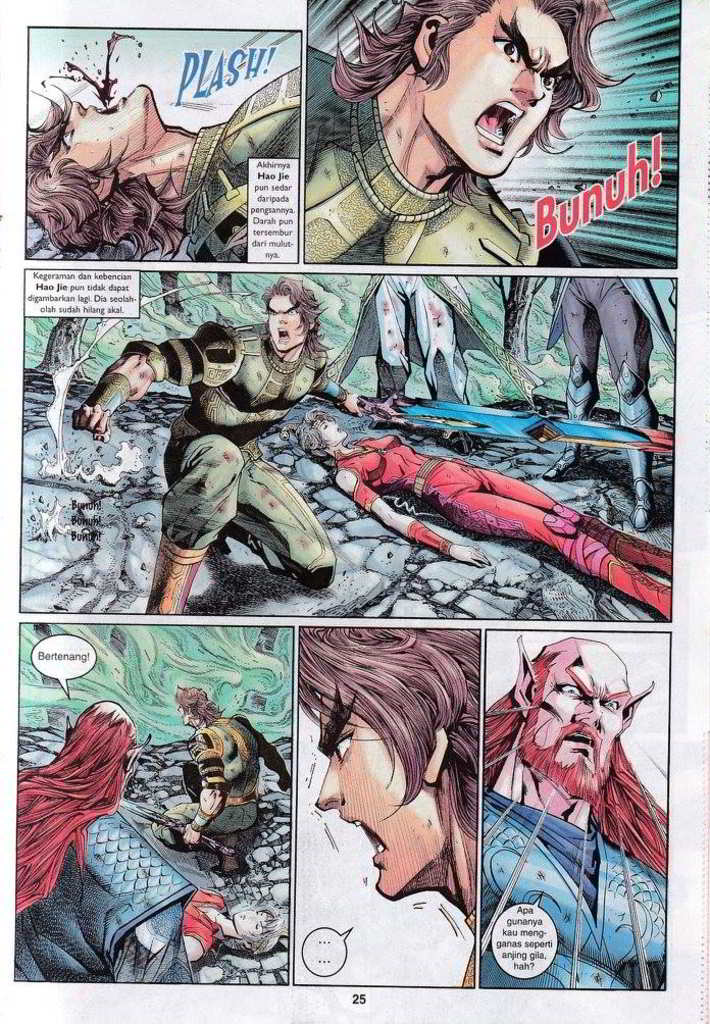 PLASH!
Akhirnya
Hao Jie
pun sedar
daripada
pengsannya.
Darah pun
tersembur
dari mulut-
nya.
Bunuh!
Kegeraman dan kebencian
Hao Jie pun tidak dapat
digambarkan lagi. Dia seolah-
olah sudah hilang akal.
Bunuh!
Bunuh!
Bunuh!
Bertenang!
...
...
Apa
gunanya
kau meng-
ganas seperti
anjing gila,
hah?
25